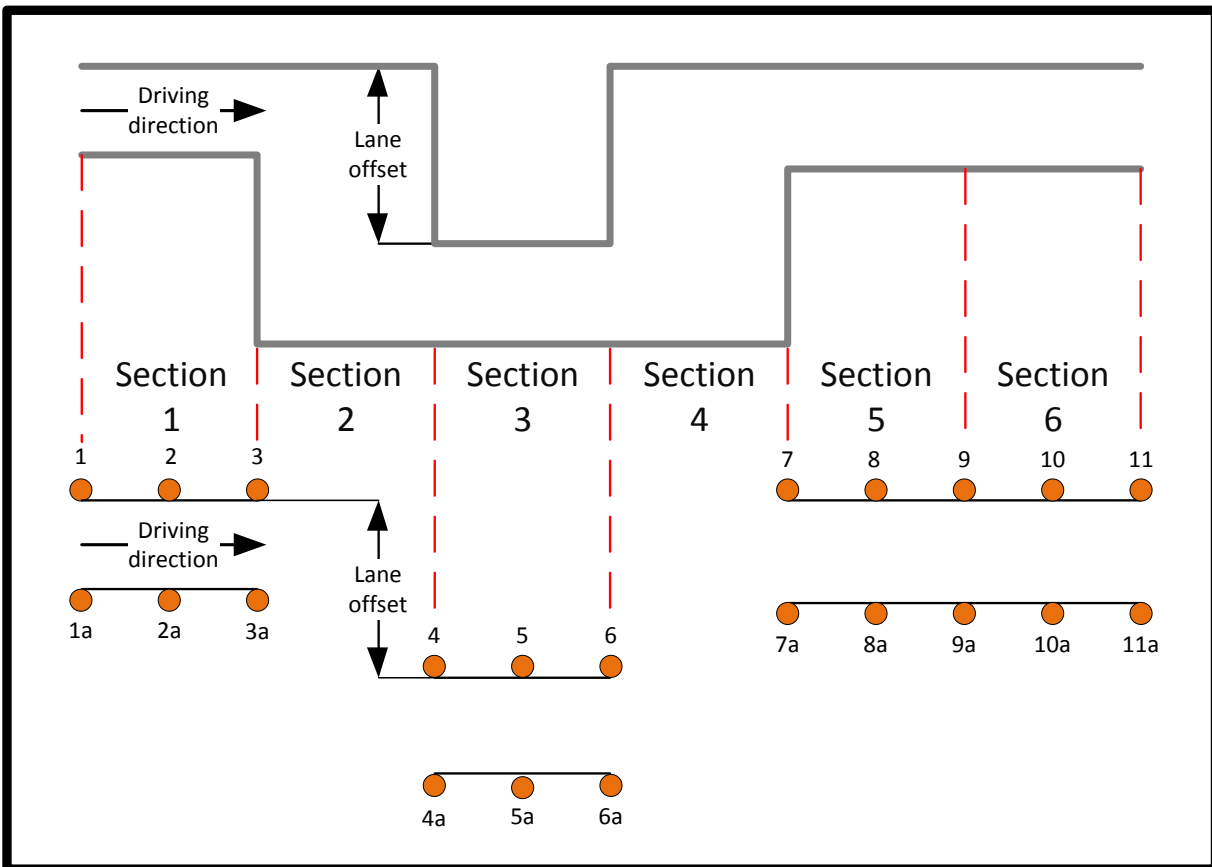 Driving
direction
Lane
offset
Section
1
Section
2
Section
3
Section
4
Section
5
Section
6
1
2
3
7
8
9
10
11
Driving
direction
Lane
offset
1a
2a
3a
4
5
6
7a
8a
9a
10a
11a
4a
5a
6a